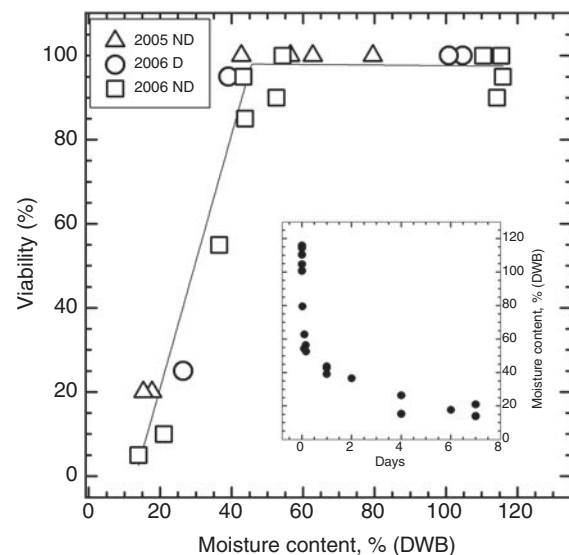 2005 ND
2006 D
2006 ND
100
80
60
40
20
0
Viability (%)
0 20 40 60 80 100 120
Moisture content, % (DWB)
120
100
80
60
40
20
0
Moisture content, % (DWB)
0 2 4 6 8
Days